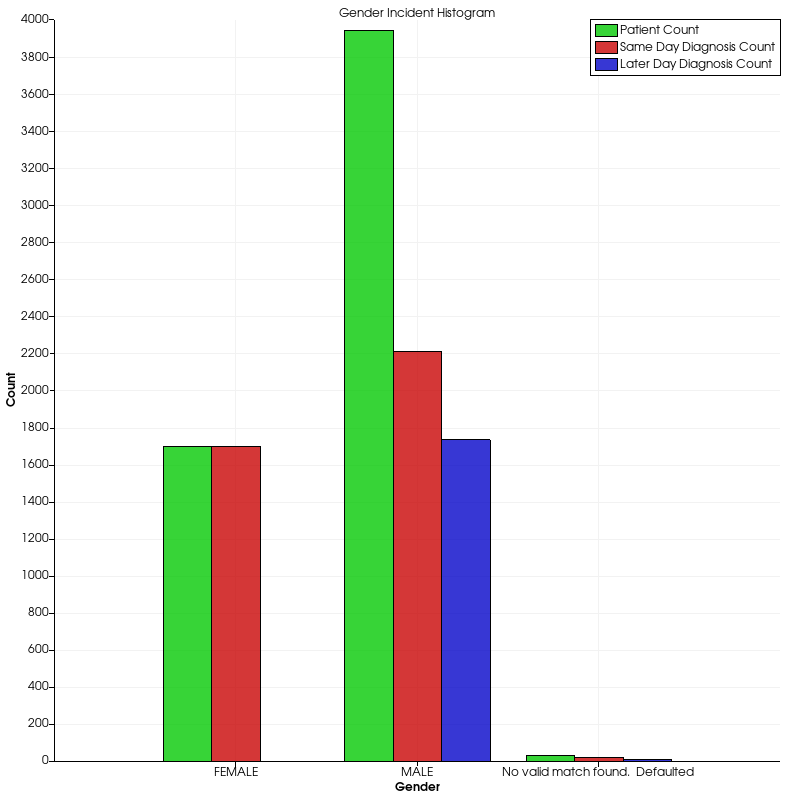 Gender Incident Histogram
Patient Count
Same Day Diagnosis Count
Later Day Diagnosis Count
4000
3800
3600
3400
3200
3000
2800
2600
2400
2200
2000
1800
1600
1400
1200
1000
800
600
400
200
0
Count
FEMALE
MALE
No valid match found.  Defaulted
Gender